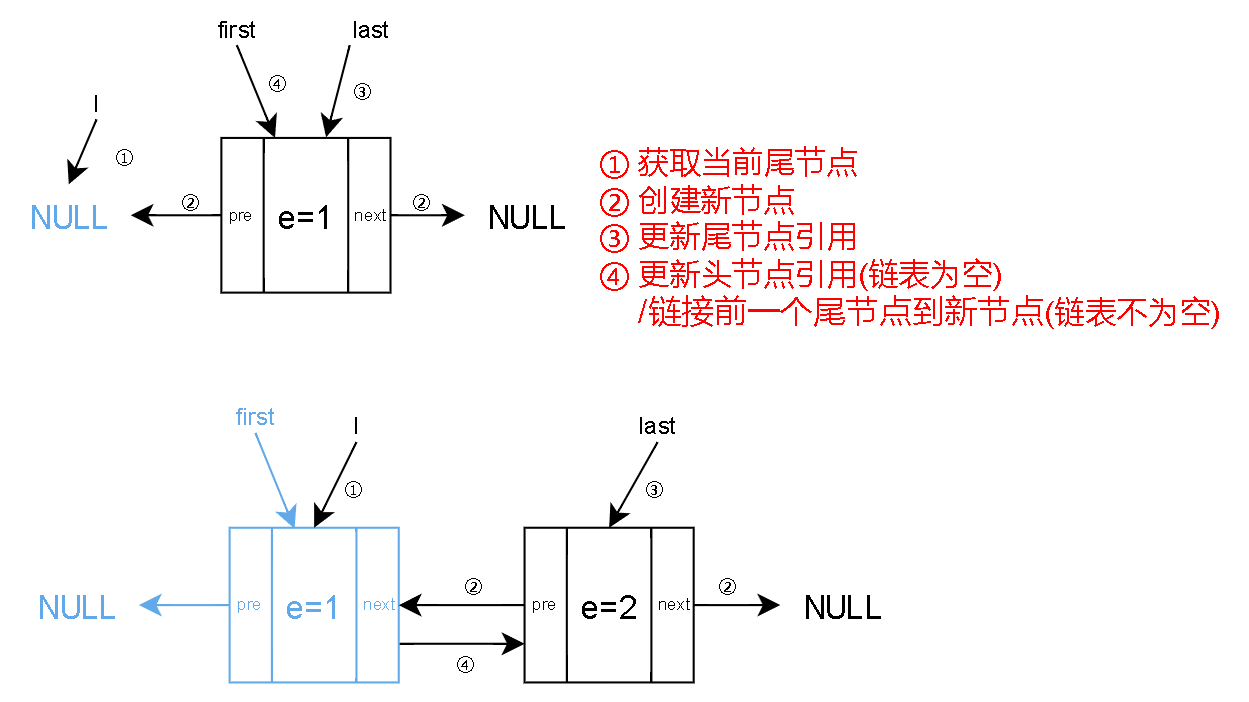 first last
l ④ ③
①
NULL ② pre e=1 next ② NULL
① 获取当前尾节点
② 创建新节点
③ 更新尾节点引用
④ 更新头节点引用(链表为空)
/链接前一个尾节点到新节点(链表不为空)
first l last
① ③
NULL pre e=1 next ② pre e=2 next ② NULL
④